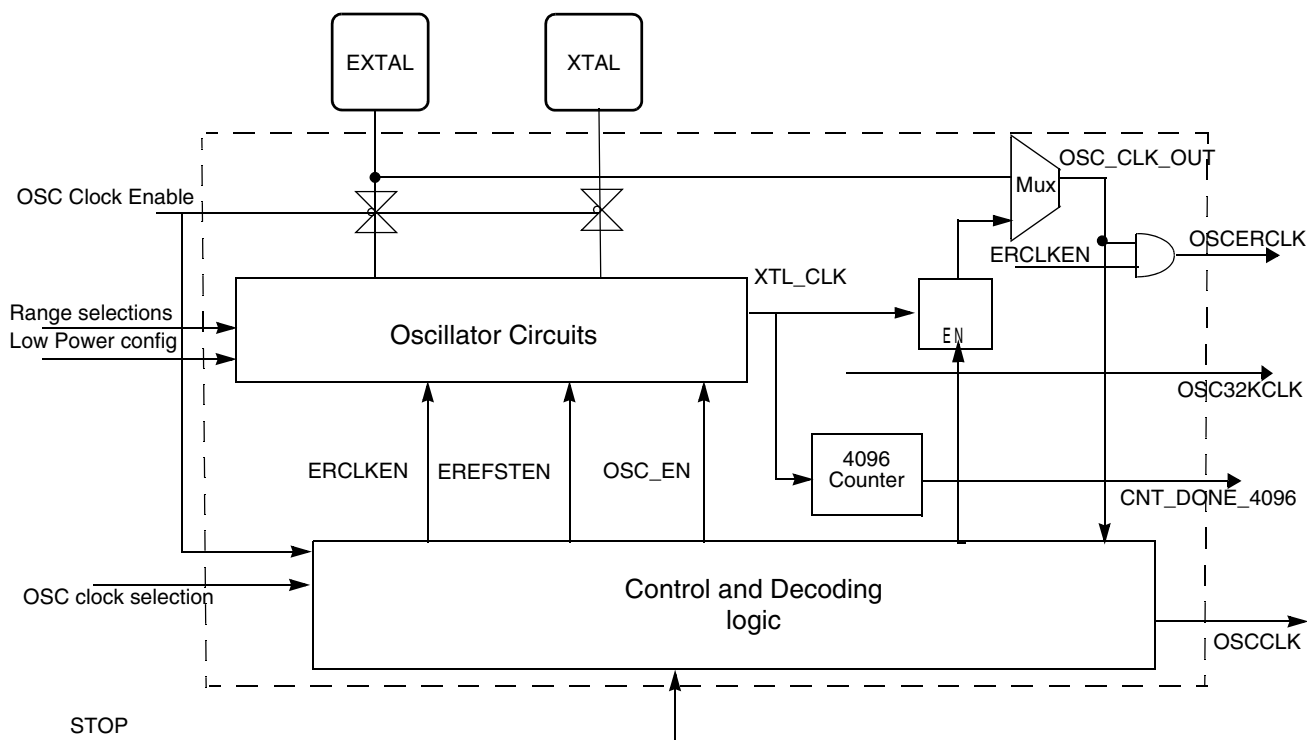 EXTAL
XTAL
OSC_CLK_OUT
Mux
OSC Clock Enable
ERCLKEN
OSCERCLK
XTL_CLK
Range selections
Low Power config
Oscillator Circuits
EN
OSC32KCLK
ERCLKEN
EREFSTEN
OSC_EN
4096
Counter
CNT_DONE_4096
OSC clock selection
Control and Decoding
logic
OSCCLK
STOP